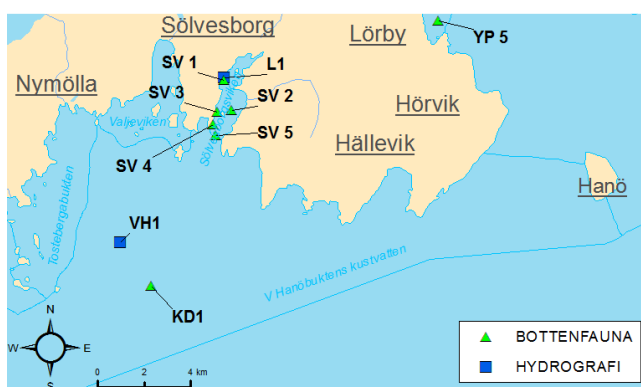 Sölvesborg
Lörby
YP 5
SV 1
L1
Nymölla
SV 3
SV 2
Hörvik
Valjeviken
Sölvesborgsviken
SV 5
Hällevik
SV 4
Hanö
Tostebergabukten
VH1
V Hanöbuktens kustvatten
KD1
N
W E
S
0 2 4 km
BOTTENFAUNA
HYDROGRAFI